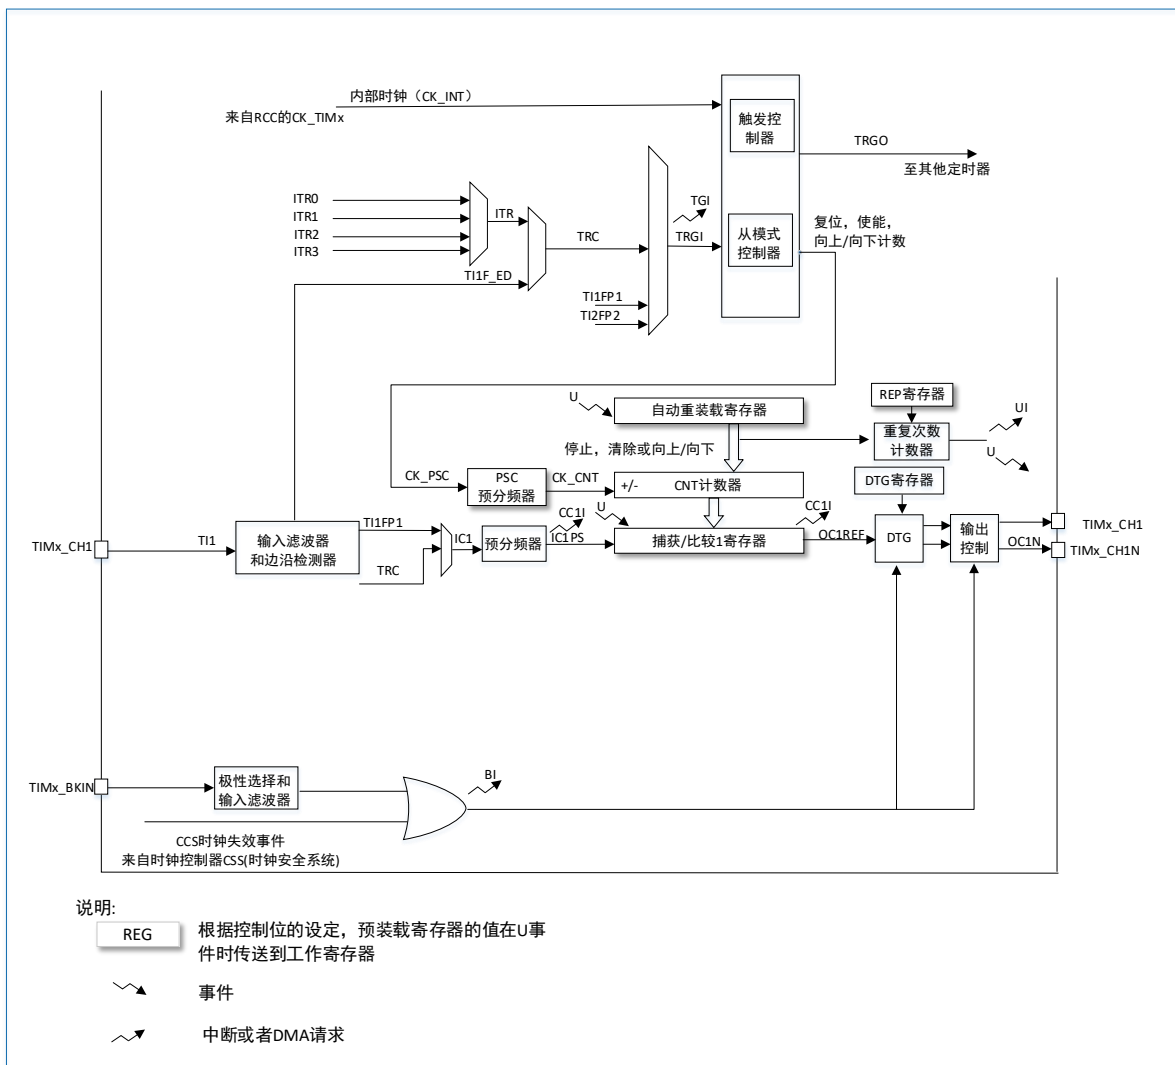 内部时钟（CK_INT）
来自RCC的CK_TIMx
触发控
制器
TRGO
至其他定时器
ITR0
ITR1
ITR2
ITR3
ITR
TI1F_ED
TRC
TGI
TRGI
TI1FP1
TI2FP2
从模式
控制器
复位，使能，
向上/向下计数
U
自动重装载寄存器
REP寄存器
重复次数
计数器
UI
U
停止，清除或向上/向下
CK_PSC
PSC
预分频器
CK_CNT
+/-
CNT计数器
DTG寄存器
TIMx_CH1
TI1
输入滤波器
和边沿检测器
TI1FP1
TRC
IC1
预分频器
CC1I
IC1PS
U
捕获/比较1寄存器
CC1I
OC1REF
DTG
输出
控制
OC1N
TIMx_CH1
TIMx_CH1N
TIMx_BKIN
极性选择和
输入滤波器
BI
CCS时钟失效事件
来自时钟控制器CSS(时钟安全系统)
说明:
REG
根据控制位的设定，预装载寄存器的值在U事
件时传送到工作寄存器
事件
中断或者DMA请求